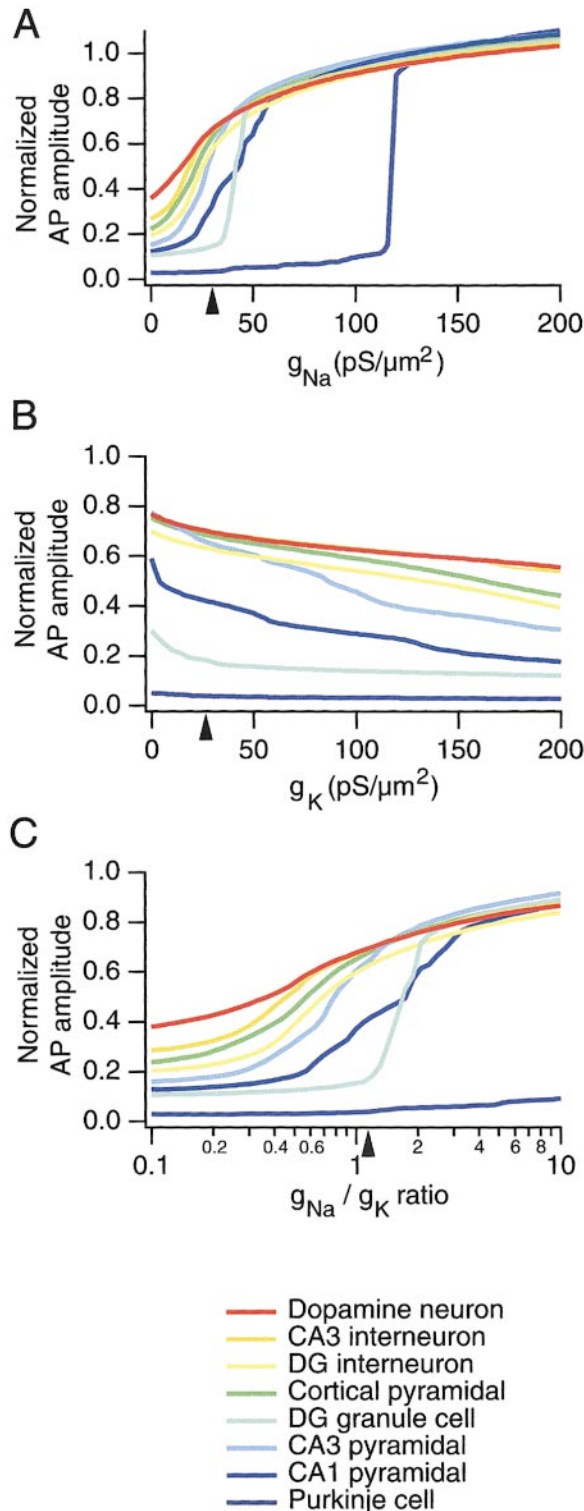 A
Normalized
AP amplitude
1.0
0.8
0.6
0.4
0.2
0.0
0 50 100 150 200
gNa (pS/µm²)
B
Normalized
AP amplitude
1.0
0.8
0.6
0.4
0.2
0.0
0 50 100 150 200
gK (pS/µm²)
C
Normalized
AP amplitude
1.0
0.8
0.6
0.4
0.2
0.0
0.1 0.2 0.4 0.6 1 2 4 6 8 10
gNa / gK ratio
Dopamine neuron
CA3 interneuron
DG interneuron
Cortical pyramidal
DG granule cell
CA3 pyramidal
CA1 pyramidal
Purkinje cell